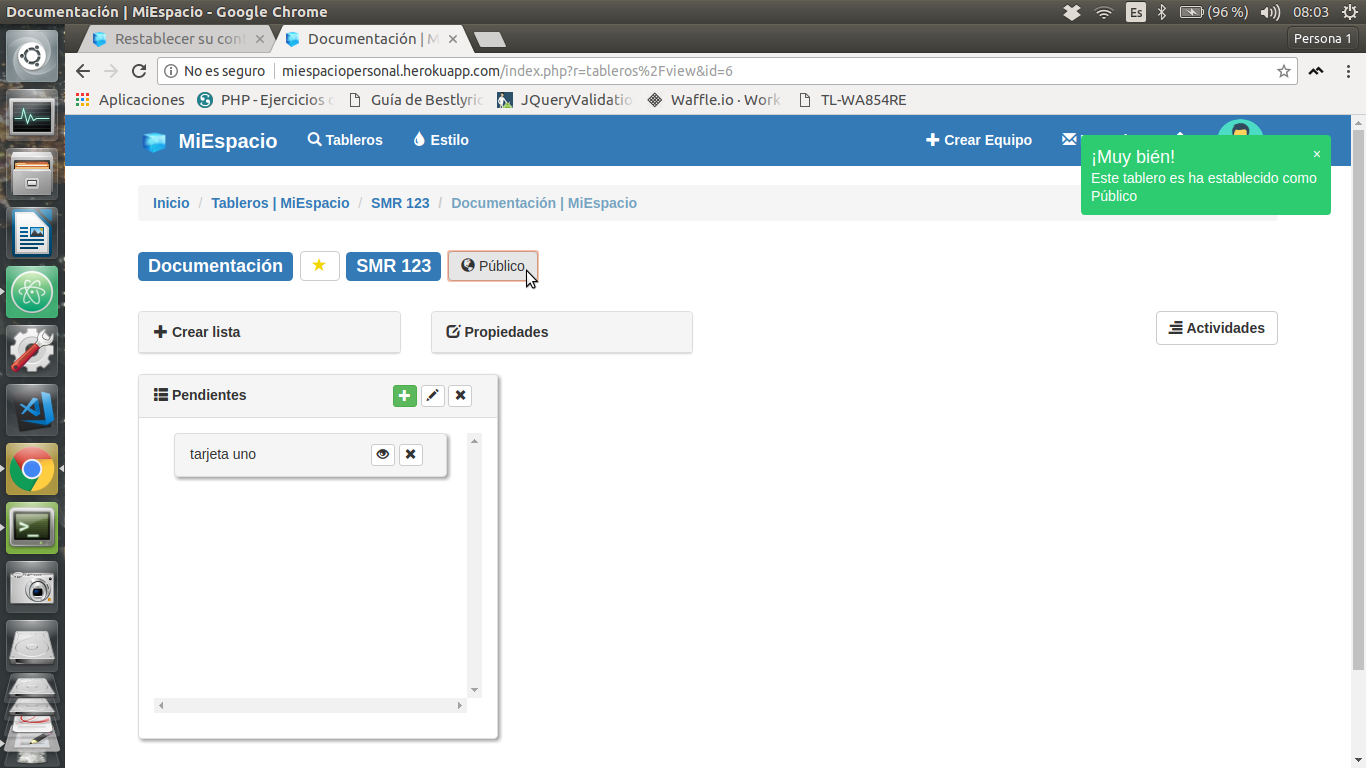 Documentación | MiEspacio - Google Chrome
Es
(96 %)
08:03
Restablecer su con
Documentación | M
Persona 1
No es seguro
miespaciopersonal.herokuapp.com/index.php?r=tableros%2Fview&id=6
Aplicaciones
PHP - Ejercicios
Guía de Bestlyric
JQueryValidatio
Waffle.io · Work
TL-WA854RE
MiEspacio
Tableros
Estilo
Crear Equipo
¡Muy bién!
×
Este tablero es ha establecido como
Público
Inicio / Tableros | MiEspacio / SMR 123 / Documentación | MiEspacio
Documentación
SMR 123
Público
Crear lista
Propiedades
Actividades
Pendientes
tarjeta uno